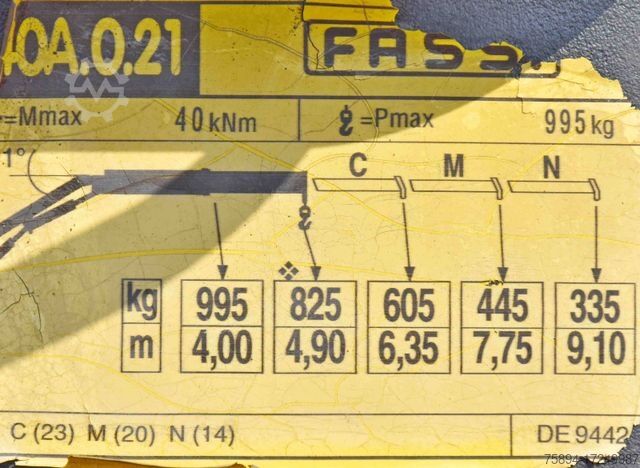 0A.0.21 FASSI
=Mmax 40 kNm =Pmax 995 kg
1° C M N
kg 995 825 605 445 335
m 4,00 4,90 6,35 7,75 9,10
C (23) M (20) N (14) DE 9442